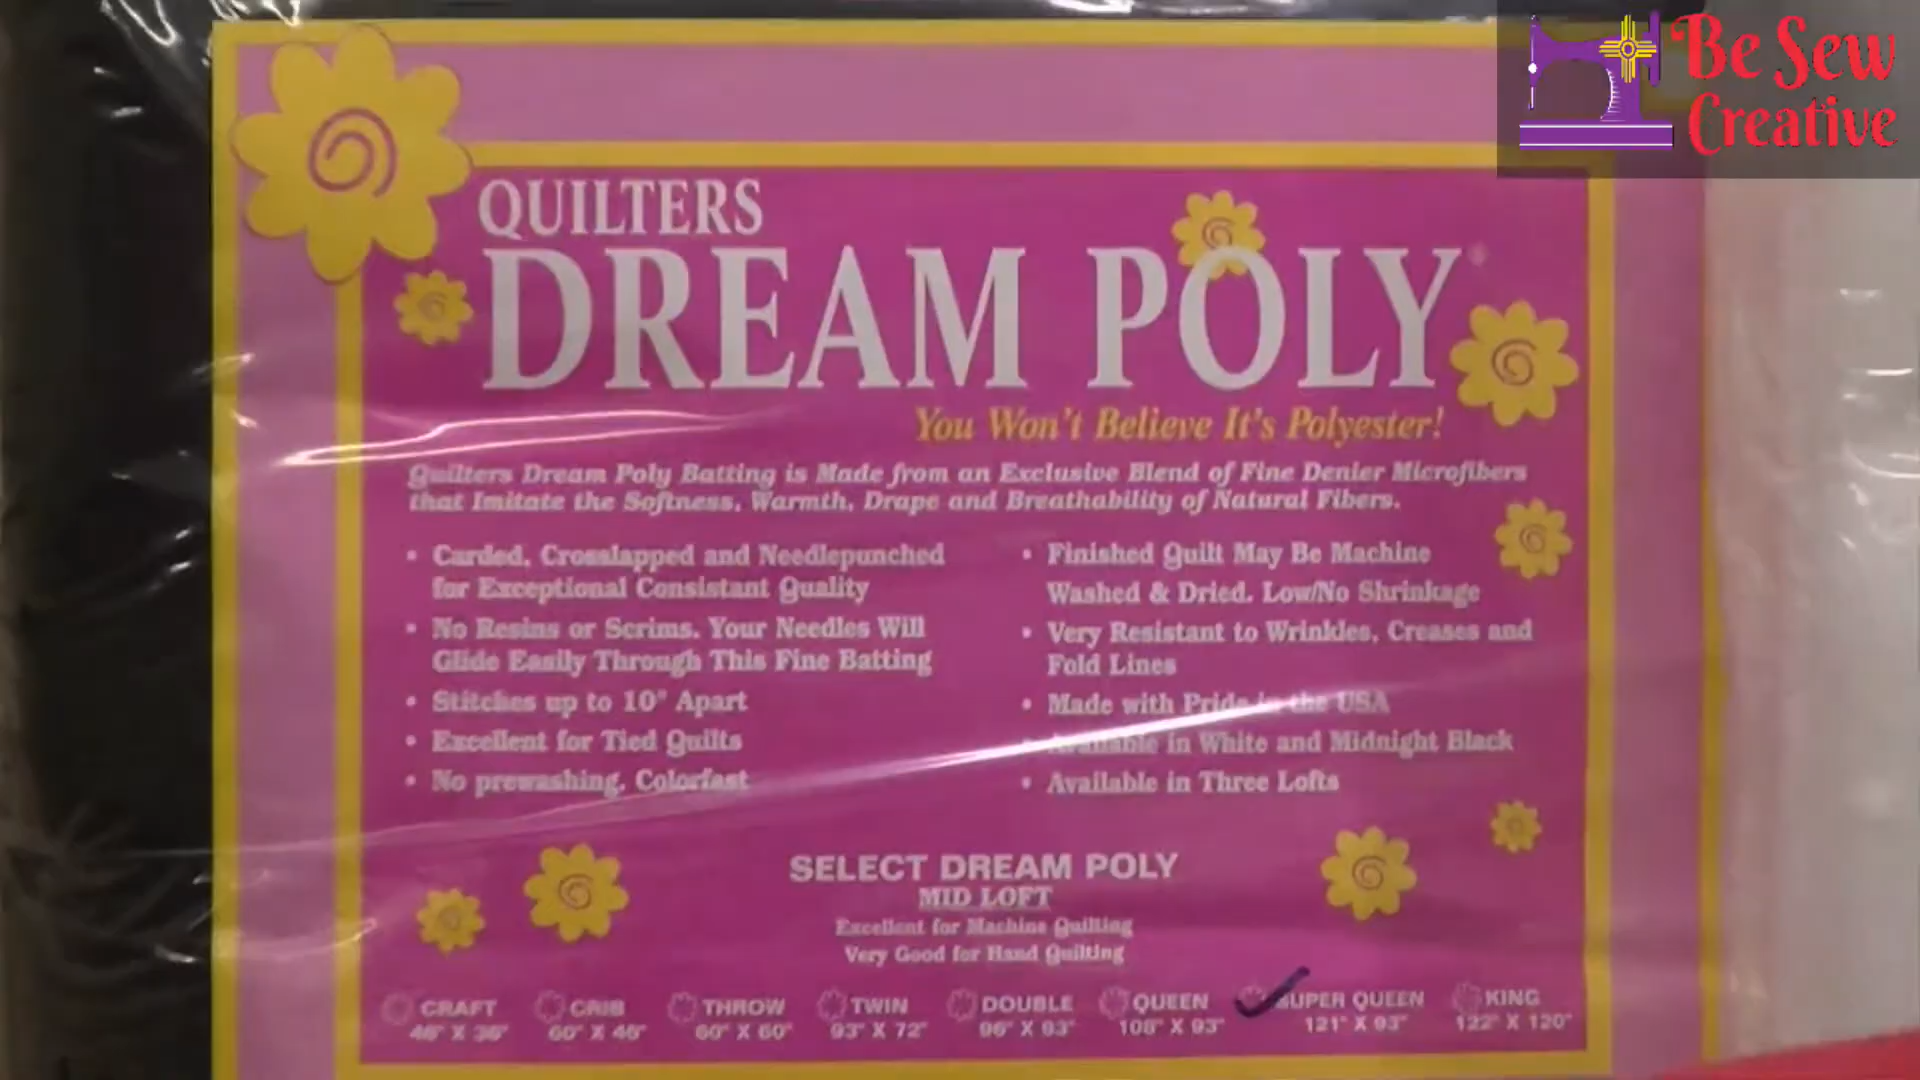 Be Sew
Creative
QUILTERS
DREAM POLY
You Won't Believe It's Polyester!
Quilters Dream Poly Batting is Made from an Exclusive Blend of Fine Denier Microfibers
that Imitate the Softness, Warmth, Drape and Breathability of Natural Fibers.
• Carded, Crosslapped and Needlepunched
for Exceptional Consistant Quality
• No Resins or Scrims. Your Needles Will
Glide Easily Through This Fine Batting
• Stitches up to 10" Apart
• Excellent for Tied Quilts
• No prewashing. Colorfast
• Finished Quilt May Be Machine
Washed & Dried. Low/No Shrinkage
• Very Resistant to Wrinkles, Creases and
Fold Lines
• Made with Pride in the USA
• Available in White and Midnight Black
• Available in Three Lofts
SELECT DREAM POLY
MID LOFT
Excellent for Machine Quilting
Very Good for Hand Quilting
CRAFT CRIB THROW TWIN DOUBLE QUEEN SUPER QUEEN KING
46" X 36" 60" X 46" 60" X 60" 93" X 72" 96" X 93" 108" X 93" 121" X 93" 122" X 120"